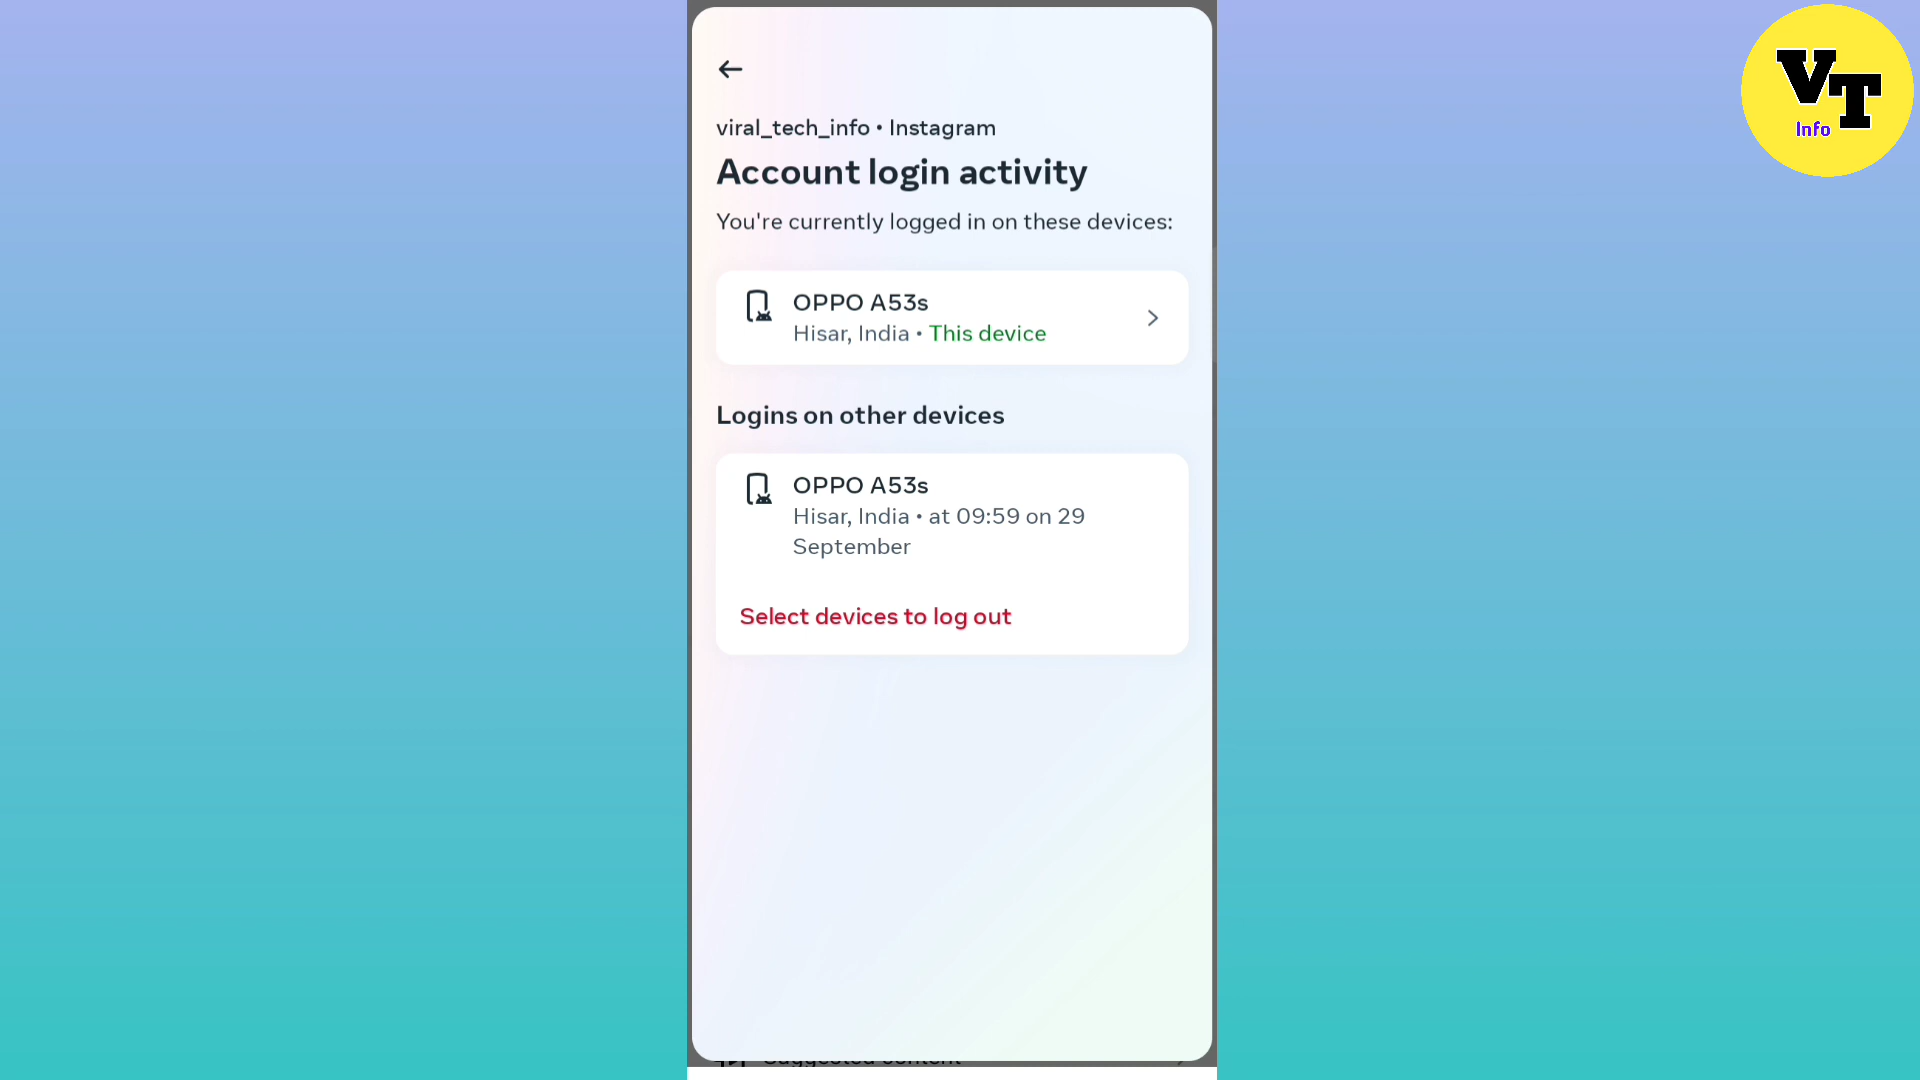 VT
Info
viral_tech_info • Instagram
Account login activity
You're currently logged in on these devices:
OPPO A53s
Hisar, India • This device
Logins on other devices
OPPO A53s
Hisar, India • at 09:59 on 29
September
Select devices to log out
Suggested content